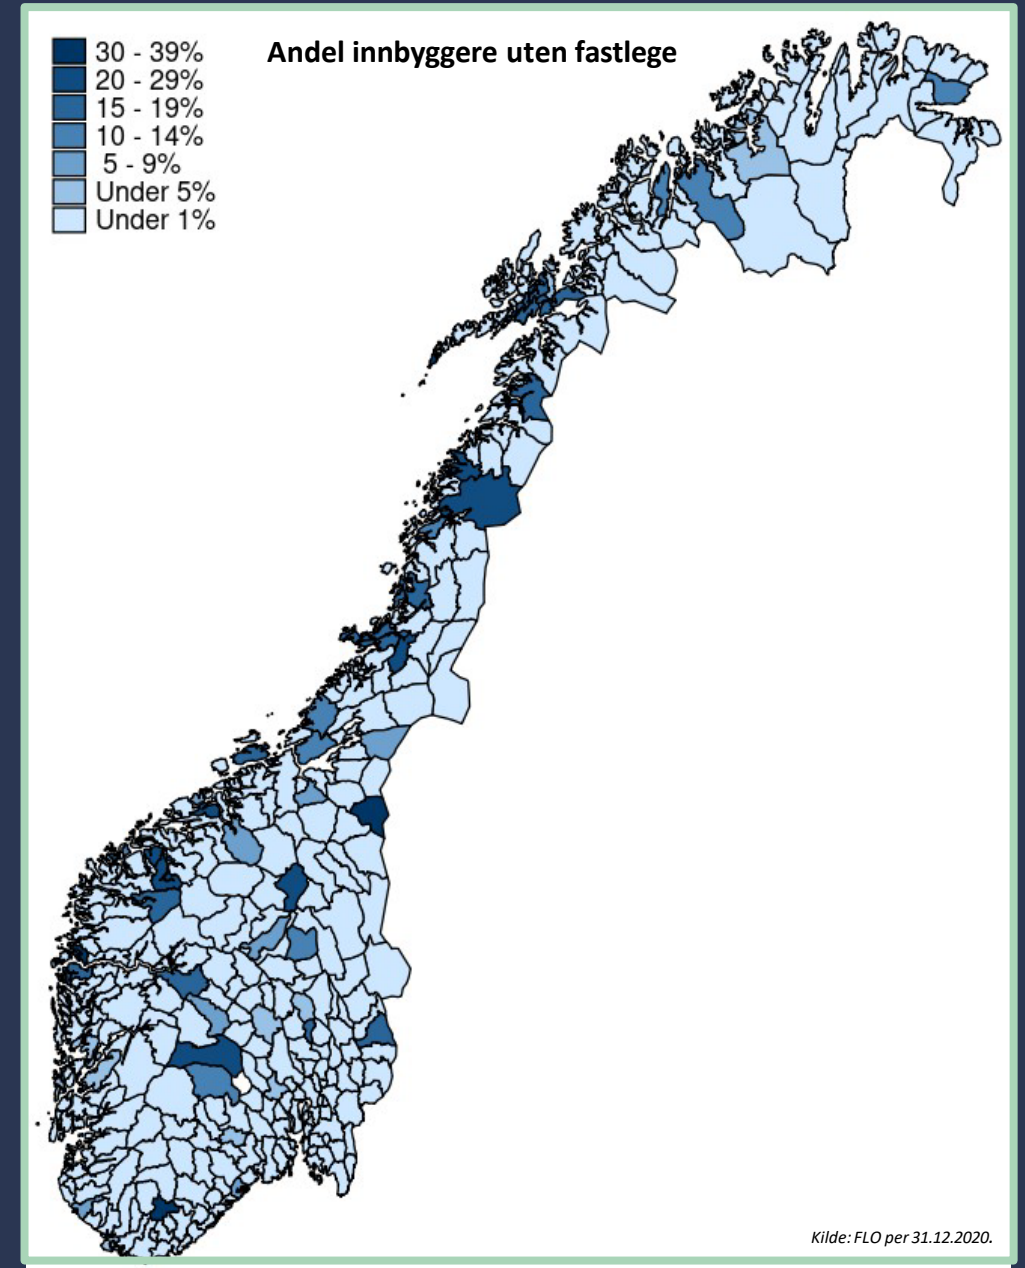 Andel innbyggere uten fastlege
30 - 39%
20 - 29%
15 - 19%
10 - 14%
5 - 9%
Under 5%
Under 1%
Kilde: FLO per 31.12.2020.